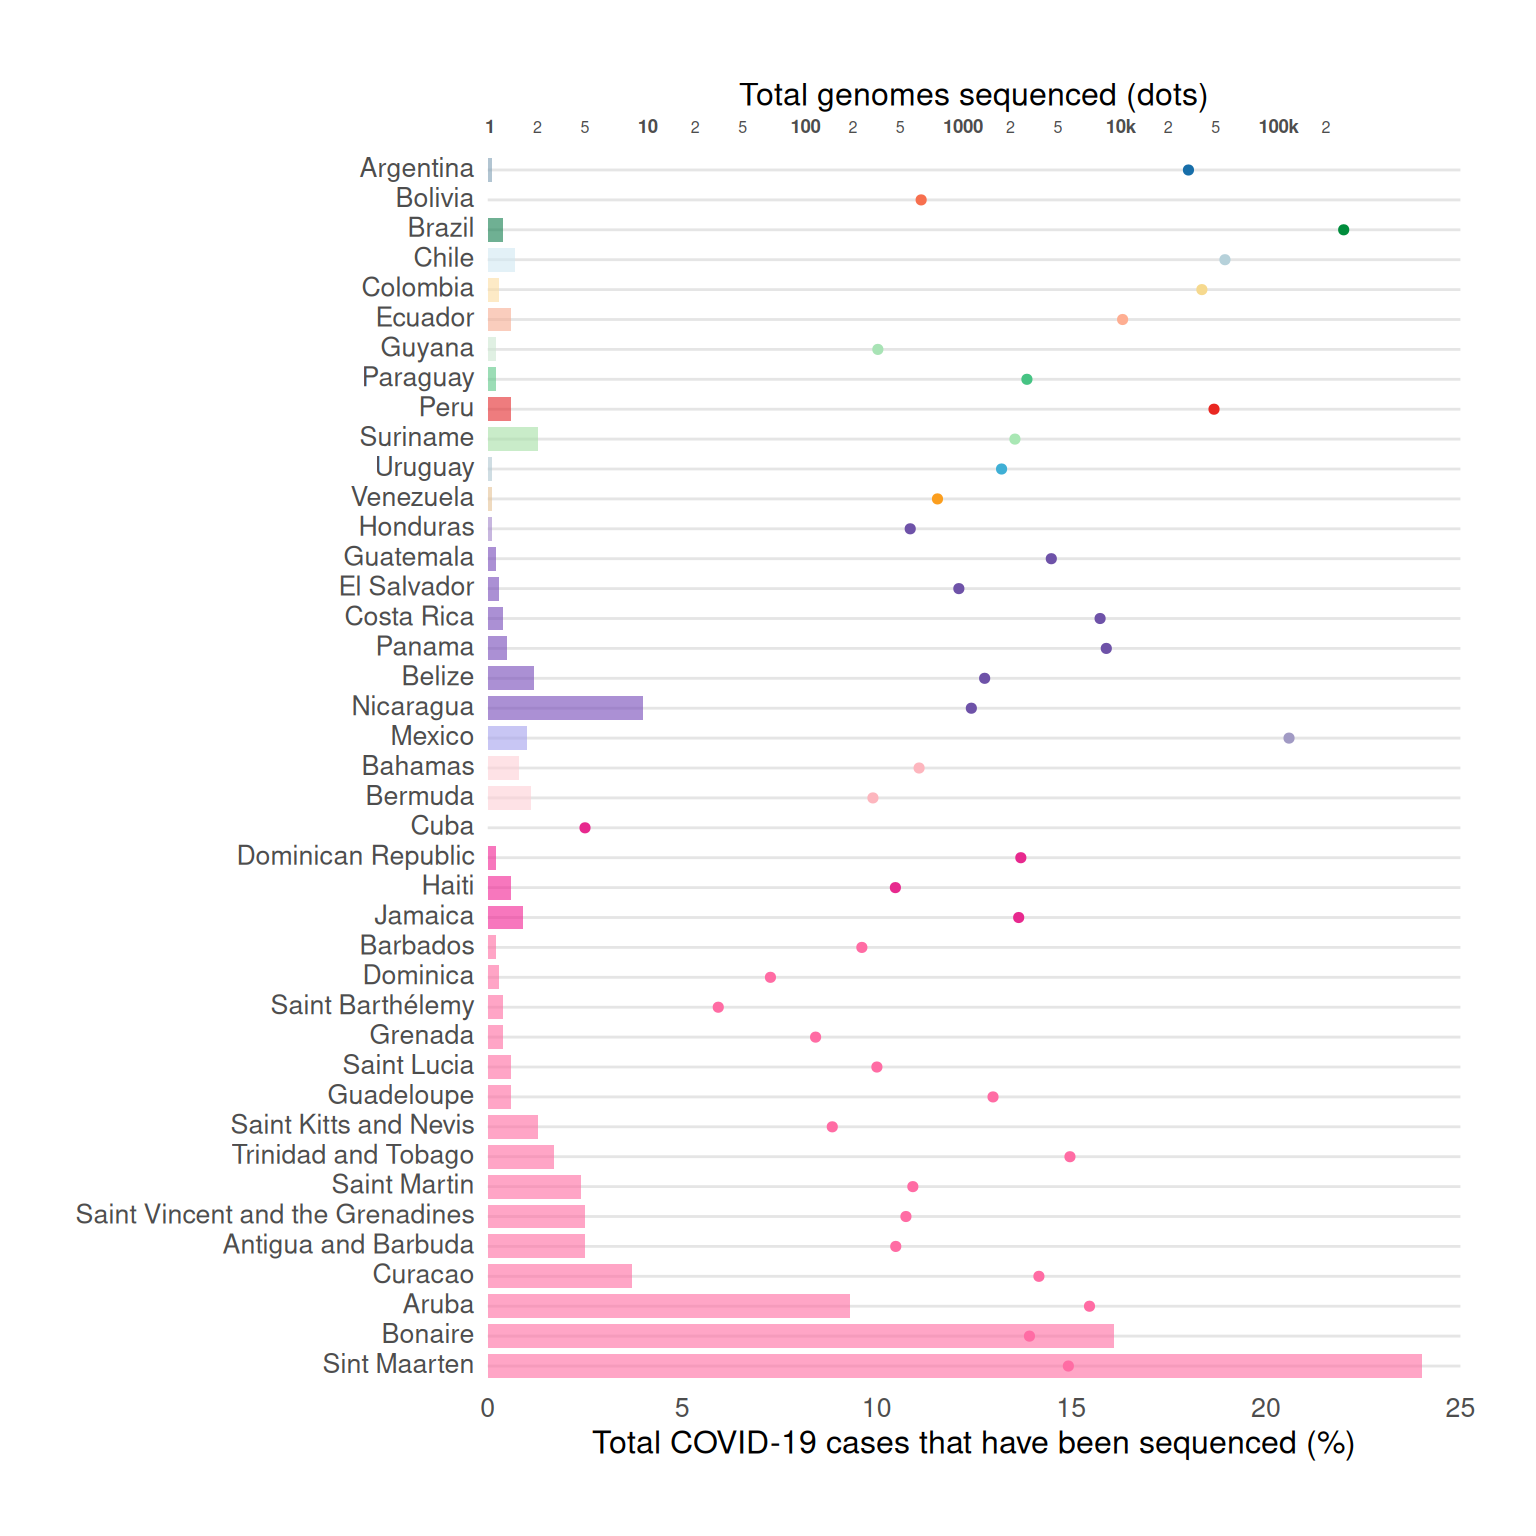 Total genomes sequenced (dots)
1 2 5 10 2 5 100 2 5 1000 2 5 10k 2 5 100k 2
Argentina
Bolivia
Brazil
Chile
Colombia
Ecuador
Guyana
Paraguay
Peru
Suriname
Uruguay
Venezuela
Honduras
Guatemala
El Salvador
Costa Rica
Panama
Belize
Nicaragua
Mexico
Bahamas
Bermuda
Cuba
Dominican Republic
Haiti
Jamaica
Barbados
Dominica
Saint Barthélemy
Grenada
Saint Lucia
Guadeloupe
Saint Kitts and Nevis
Trinidad and Tobago
Saint Martin
Saint Vincent and the Grenadines
Antigua and Barbuda
Curacao
Aruba
Bonaire
Sint Maarten
0 5 10 15 20 25
Total COVID-19 cases that have been sequenced (%)